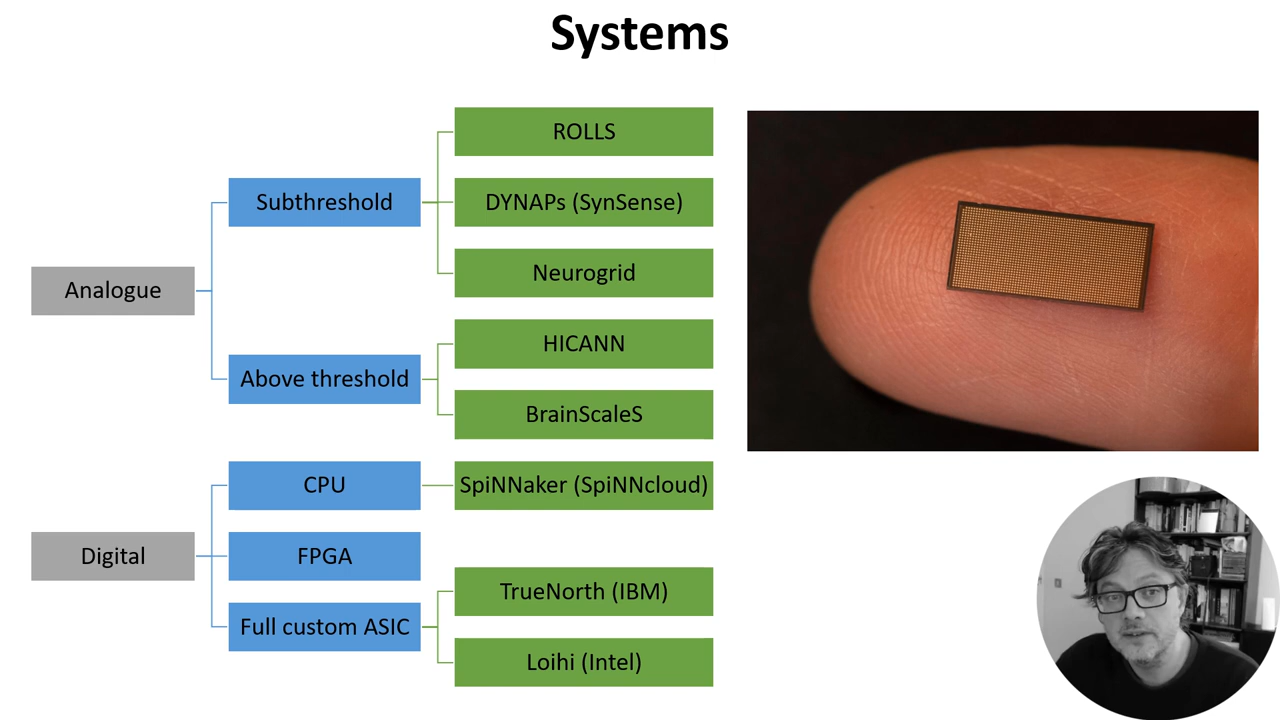 Systems
Analogue
Subthreshold
ROLLS
DYNAPs (SynSense)
Neurogrid
Above threshold
HICANN
BrainScaleS
Digital
CPU
SpiNNaker (SpiNNcloud)
FPGA
Full custom ASIC
TrueNorth (IBM)
Loihi (Intel)